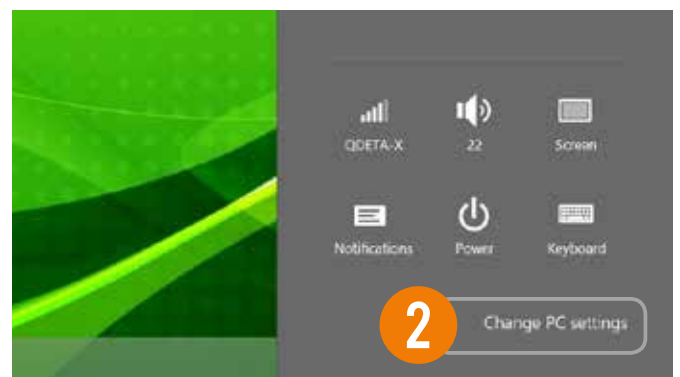 QDETA-X 22 Screen
Notifications Power Keyboard
2 Change PC settings